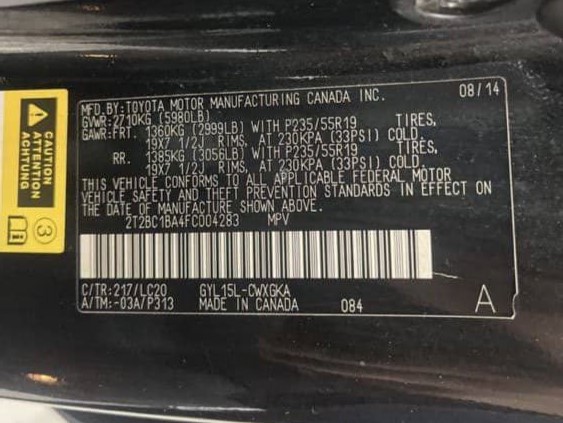 MFD.BY:TOYOTA MOTOR MANUFACTURING CANADA INC. 08/14
GVWR:2710KG (5980LB)
GAWR:FRT. 1360KG (2999LB) WITH P235/55R19 TIRES,
19X7 1/2J RIMS, AT 230KPA (33PSI) COLD.
RR. 1385KG (3056LB) WITH P235/55R19 TIRES,
19X7 1/2J RIMS, AT 230KPA (33PSI) COLD.
THIS VEHICLE CONFORMS TO ALL APPLICABLE FEDERAL MOTOR
VEHICLE SAFETY AND THEFT PREVENTION STANDARDS IN EFFECT ON
THE DATE OF MANUFACTURE SHOWN ABOVE.
2T2BC1BA4FC004283 MPV
C/TR:217/LC20 GYL15L-CWXGKA
A/TM:-03A/P313 MADE IN CANADA 084 A
CAUTION
ATTENTION
ACHTUNG
3